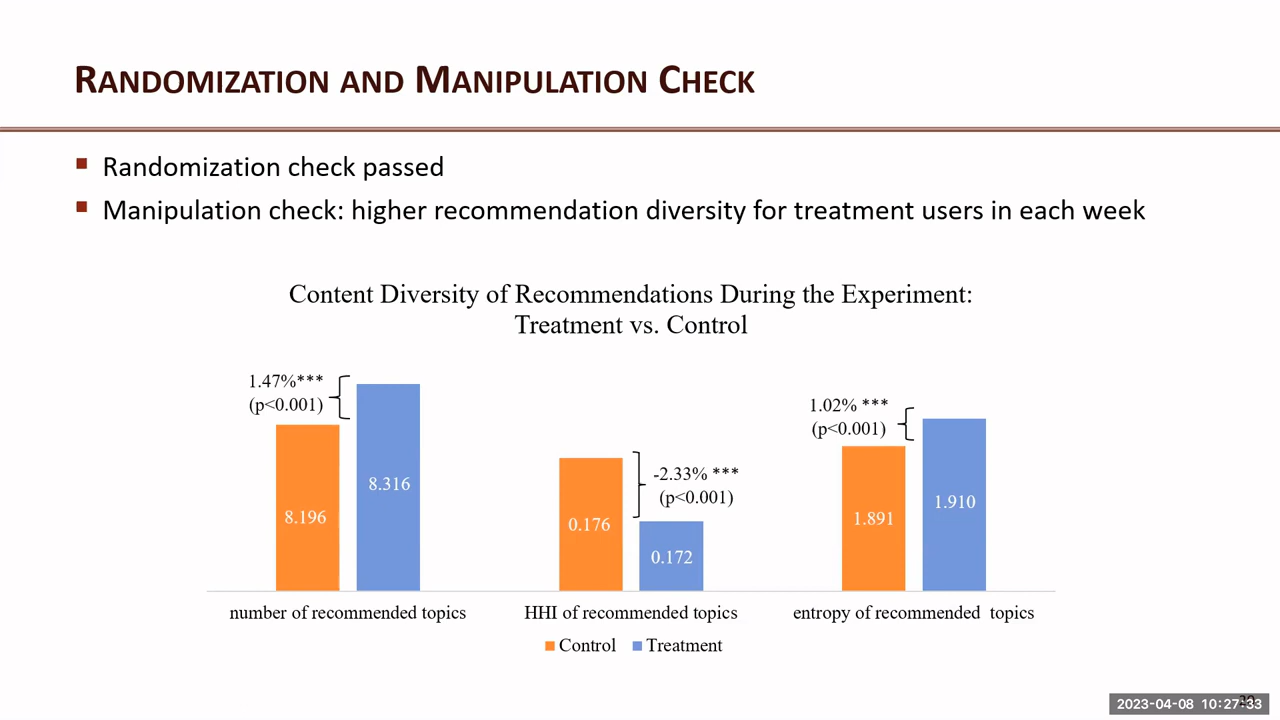 RANDOMIZATION AND MANIPULATION CHECK
Randomization check passed
Manipulation check: higher recommendation diversity for treatment users in each week
Content Diversity of Recommendations During the Experiment:
Treatment vs. Control
1.47%***
(p<0.001)
8.196
8.316
-2.33% ***
(p<0.001)
0.176
0.172
1.02% ***
(p<0.001)
1.891
1.910
number of recommended topics
HHI of recommended topics
entropy of recommended topics
Control
Treatment
2023-04-08 10:27:33